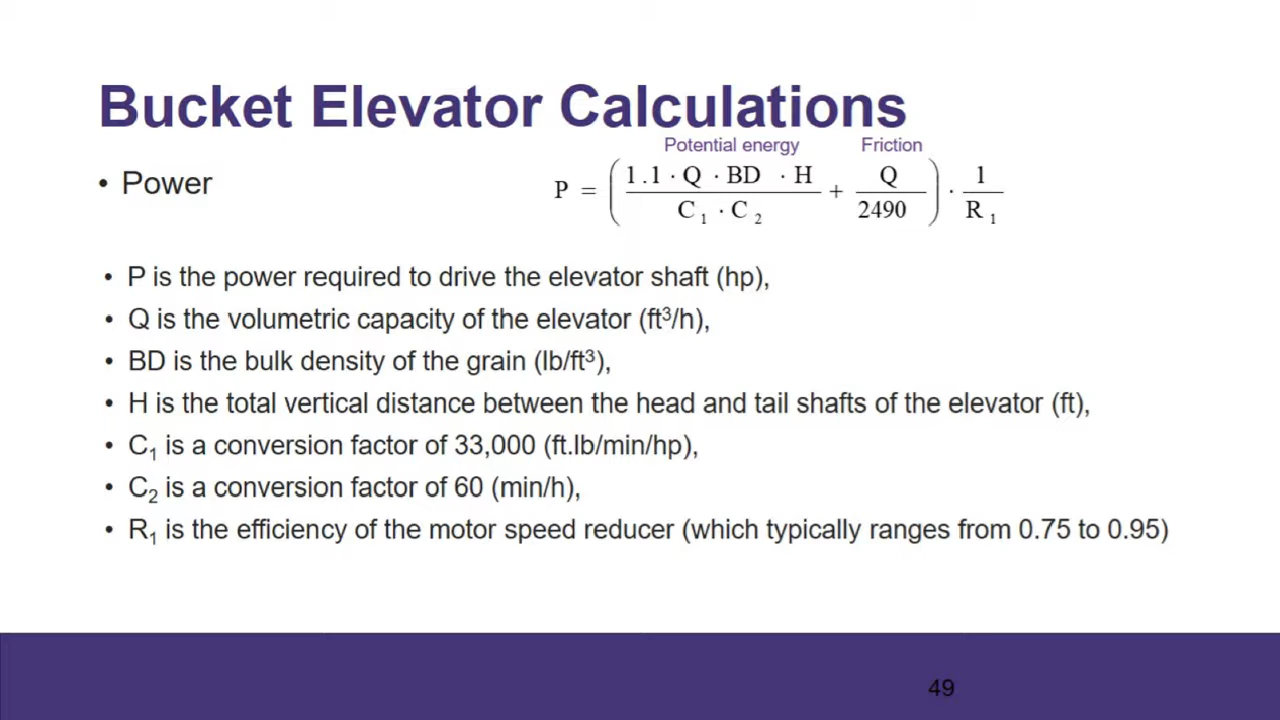 Bucket Elevator Calculations
• Power
Potential energy Friction
P = ( 1.1 · Q · BD · H / C₁ · C₂ + Q / 2490 ) · 1 / R₁
• P is the power required to drive the elevator shaft (hp),
• Q is the volumetric capacity of the elevator (ft³/h),
• BD is the bulk density of the grain (lb/ft³),
• H is the total vertical distance between the head and tail shafts of the elevator (ft),
• C₁ is a conversion factor of 33,000 (ft.lb/min/hp),
• C₂ is a conversion factor of 60 (min/h),
• R₁ is the efficiency of the motor speed reducer (which typically ranges from 0.75 to 0.95)
49